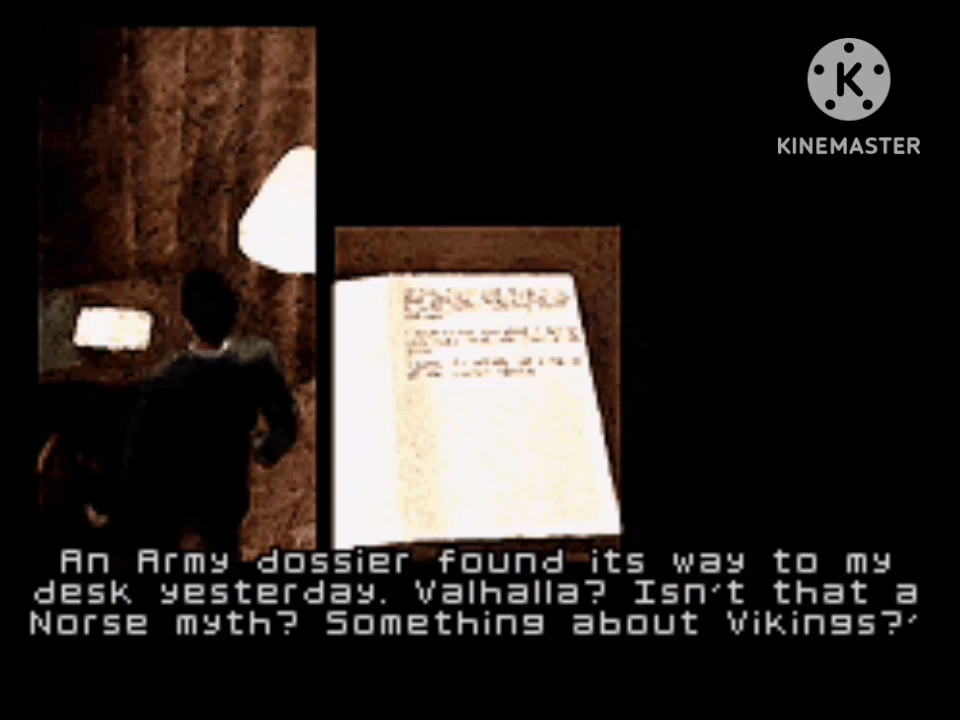 KINEMASTER
An Army dossier found its way to my
desk yesterday. Valhalla? Isn't that a
Norse myth? Something about Vikings?'